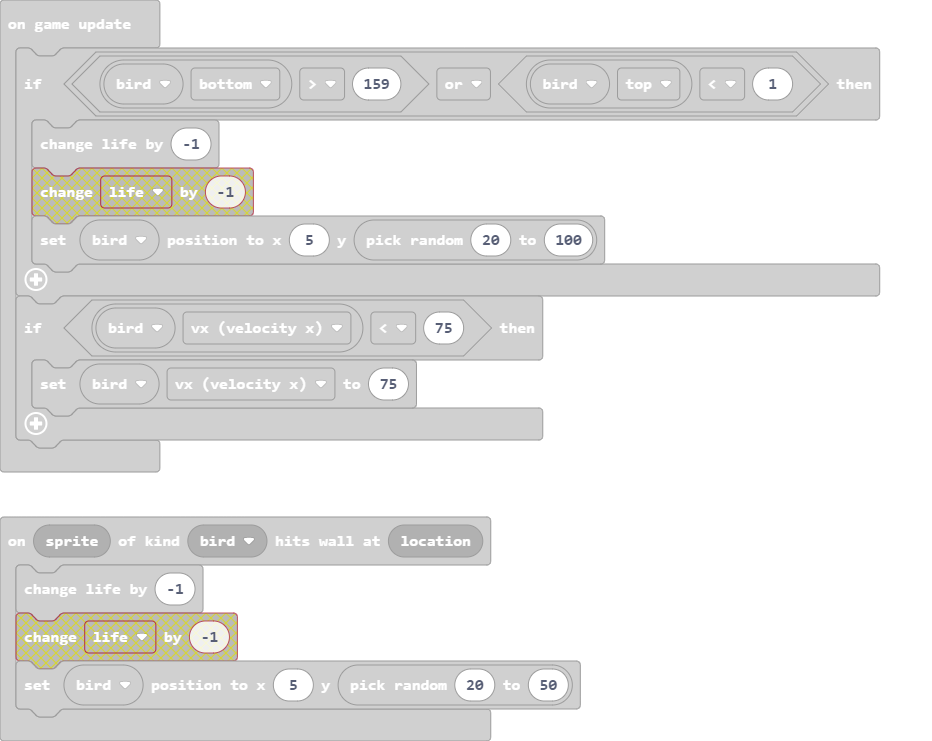 on game update
if bird bottom > 159 or bird top < 1 then
change life by -1
change life by -1
set bird position to x 5 y pick random 20 to 100
if bird vx (velocity x) < 75 then
set bird vx (velocity x) to 75
on sprite of kind bird hits wall at location
change life by -1
change life by -1
set bird position to x 5 y pick random 20 to 50